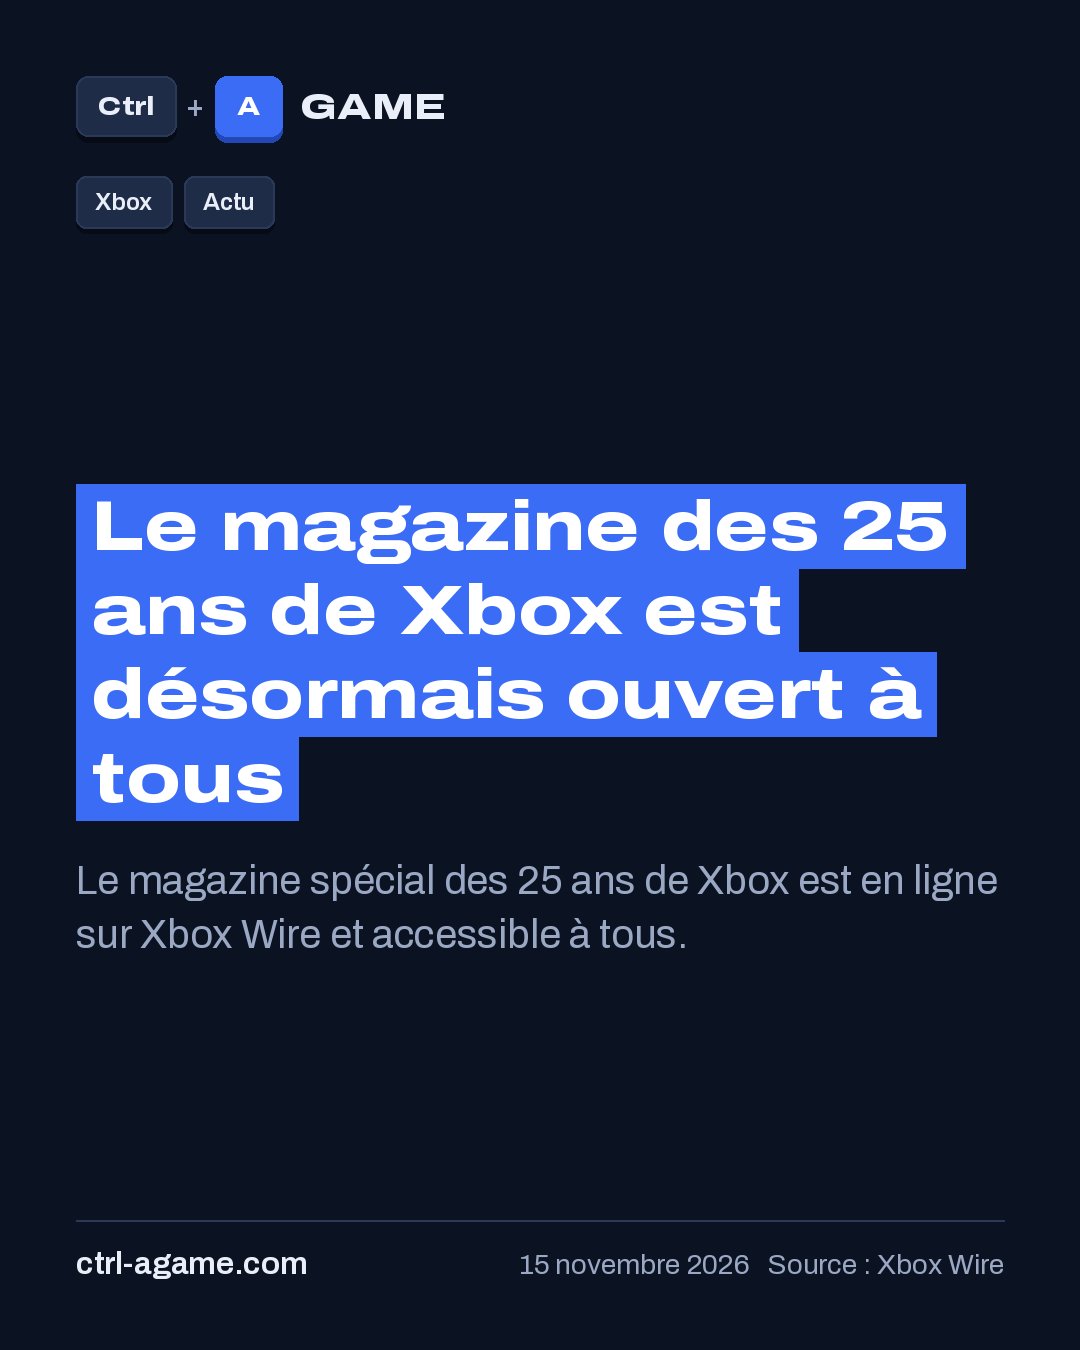 Ctrl + A GAME
Xbox Actu
Le magazine des 25
ans de Xbox est
désormais ouvert à
tous
Le magazine spécial des 25 ans de Xbox est en ligne
sur Xbox Wire et accessible à tous.
ctrl-agame.com 15 novembre 2026 Source : Xbox Wire